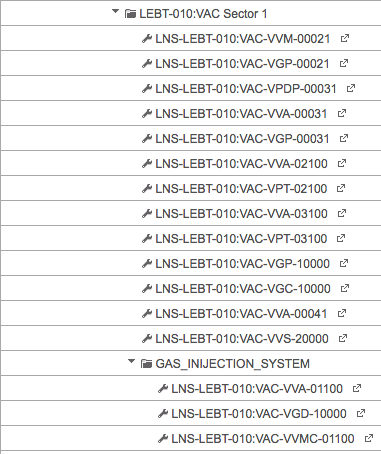 LEBT-010:VAC Sector 1
LNS-LEBT-010:VAC-VVM-00021
LNS-LEBT-010:VAC-VGP-00021
LNS-LEBT-010:VAC-VPDP-00031
LNS-LEBT-010:VAC-VVA-00031
LNS-LEBT-010:VAC-VGP-00031
LNS-LEBT-010:VAC-VVA-02100
LNS-LEBT-010:VAC-VPT-02100
LNS-LEBT-010:VAC-VVA-03100
LNS-LEBT-010:VAC-VPT-03100
LNS-LEBT-010:VAC-VGP-10000
LNS-LEBT-010:VAC-VGC-10000
LNS-LEBT-010:VAC-VVA-00041
LNS-LEBT-010:VAC-VVS-20000
GAS_INIJECTION_SYSTEM
LNS-LEBT-010:VAC-VVA-01100
LNS-LEBT-010:VAC-VGD-10000
LNS-LEBT-010:VAC-VVMC-01100